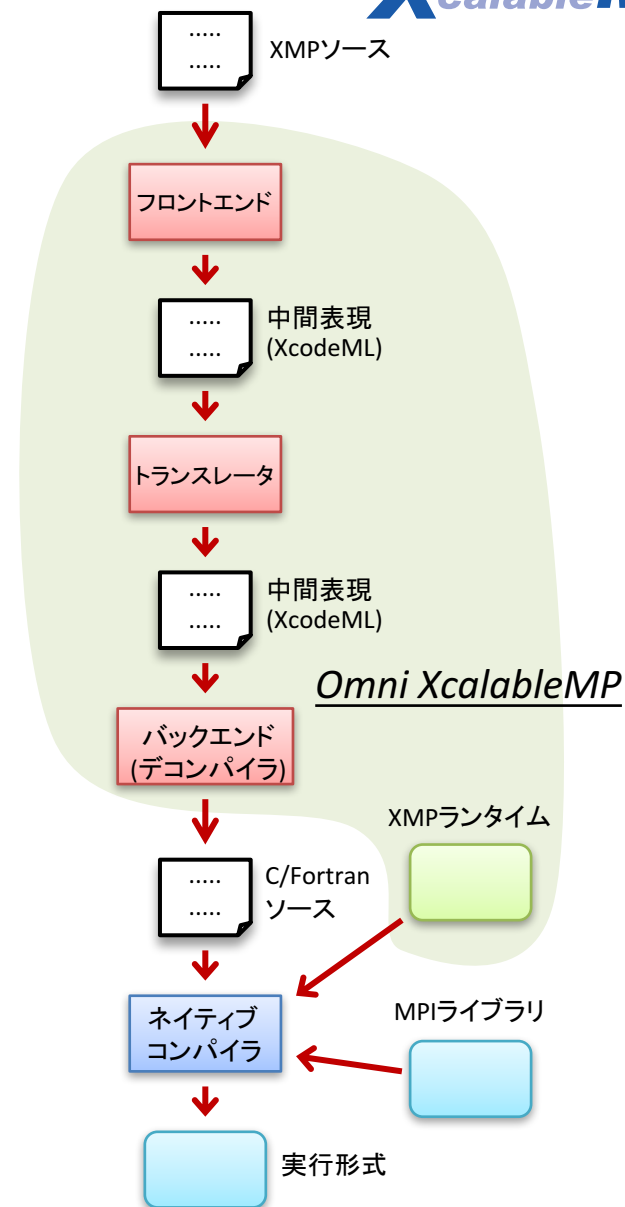 .....
.....
XMPソース
フロントエンド
.....
.....
中間表現
(XcodeML)
トランスレータ
.....
.....
中間表現
(XcodeML)
Omni XcalableMP
バックエンド
(デコンパイラ)
XMPランタイム
.....
.....
C/Fortran
ソース
ネイティブ
コンパイラ
MPIライブラリ
実行形式